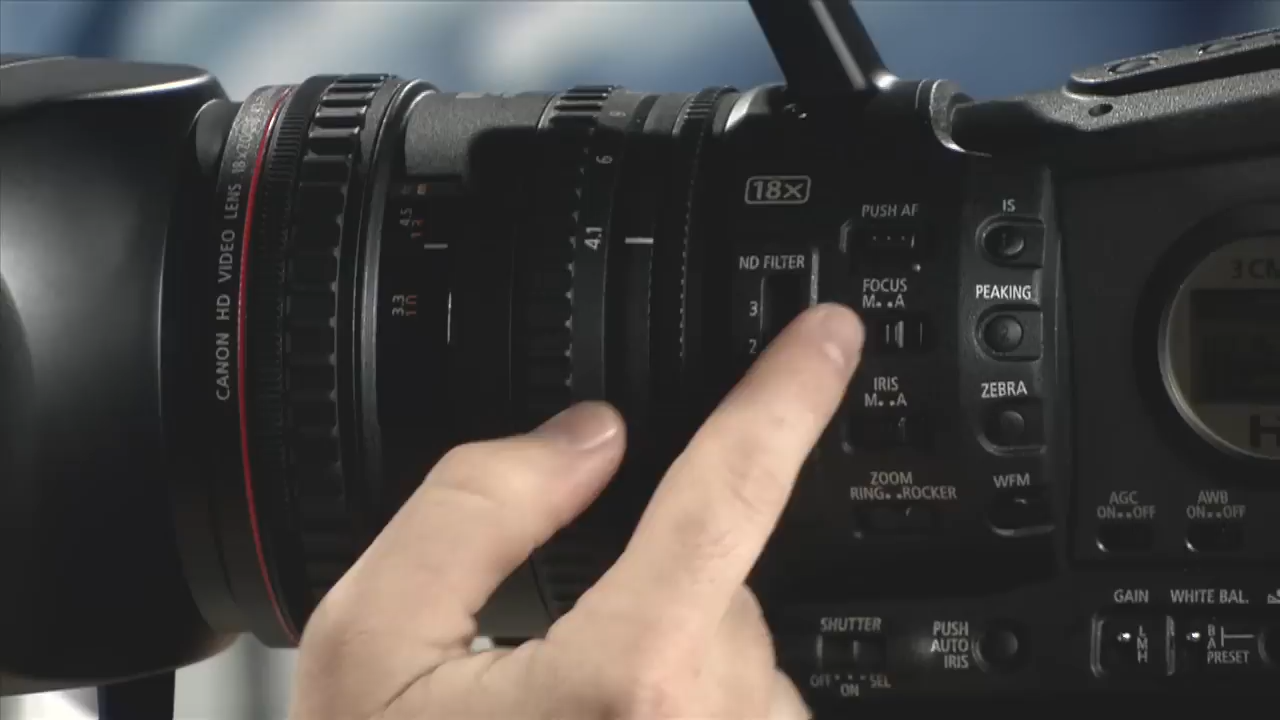 CANON HD VIDEO LENS 18x ZOOM
4.5
3.3
6
4.1
18x
ND FILTER
3
2
PUSH AF
FOCUS
M••A
IRIS
M••A
ZOOM
RING••ROCKER
IS
PEAKING
ZEBRA
WFM
AGC
ON••OFF
AWB
ON••OFF
SHUTTER
OFF ON SEL
PUSH
AUTO
IRIS
GAIN
L
M
H
WHITE BAL.
B
A
PRESET